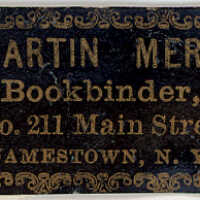 ARTIN MER
Bookbinder,
o. 211 Main Stre
JAMESTOWN, N. Y